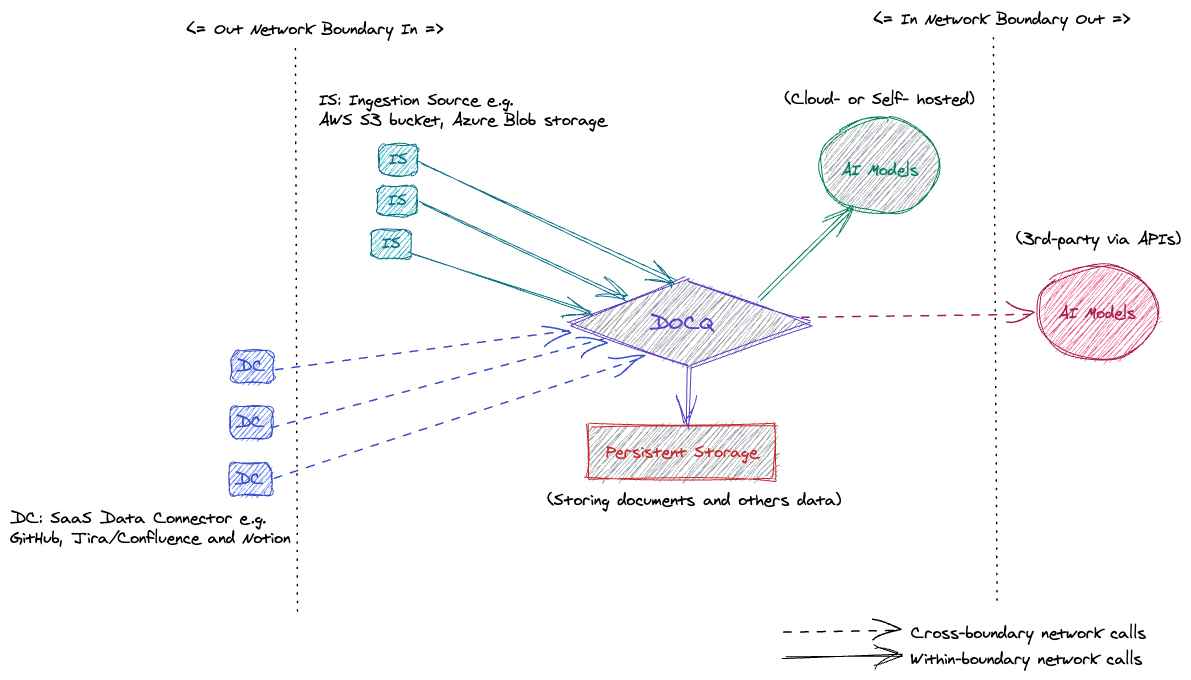 <= Out Network Boundary In =>
<= In Network Boundary Out =>
IS: Ingestion Source e.g.
AWS S3 bucket, Azure Blob storage
(Cloud- or Self- hosted)
IS
AI Models
IS
IS
(3rd-party via APIs)
AI Models
DOCQ
DC
DC
Persistent Storage
DC
(Storing documents and others data)
DC: SaaS Data Connector e.g.
GitHub, Jira/Confluence and Notion
Cross-boundary network calls
Within-boundary network calls